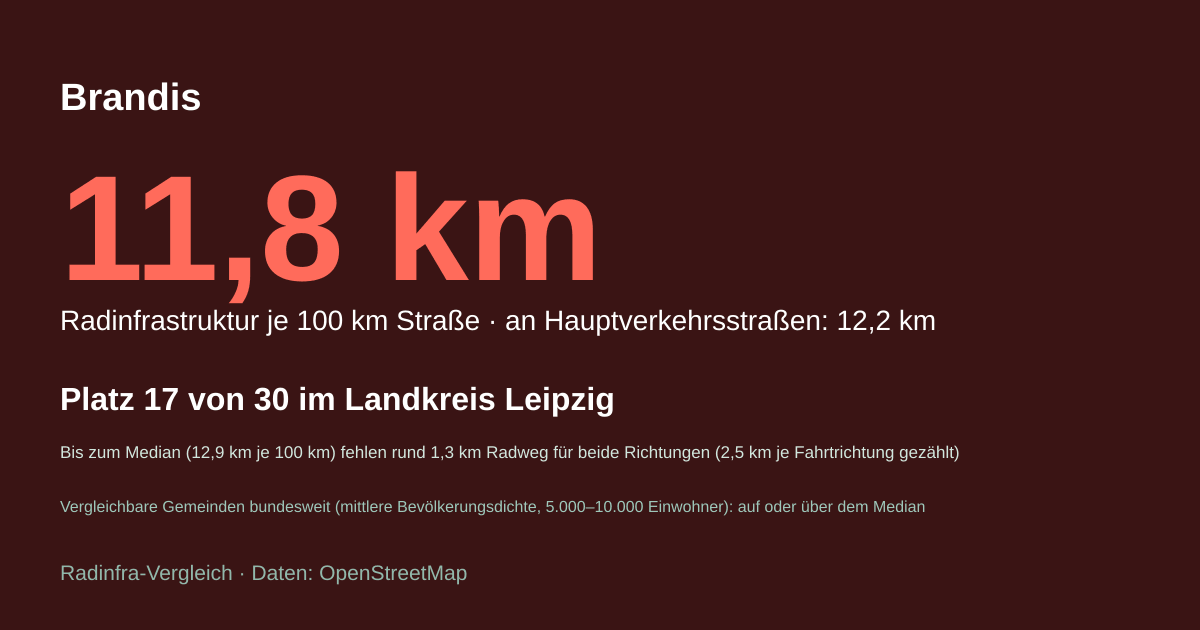 Brandis
11,8 km
Radinfrastruktur je 100 km Straße · an Hauptverkehrsstraßen: 12,2 km
Platz 17 von 30 im Landkreis Leipzig
Bis zum Median (12,9 km je 100 km) fehlen rund 1,3 km Radweg für beide Richtungen (2,5 km je Fahrtrichtung gezählt)
Vergleichbare Gemeinden bundesweit (mittlere Bevölkerungsdichte, 5.000–10.000 Einwohner): auf oder über dem Median
Radinfra-Vergleich · Daten: OpenStreetMap